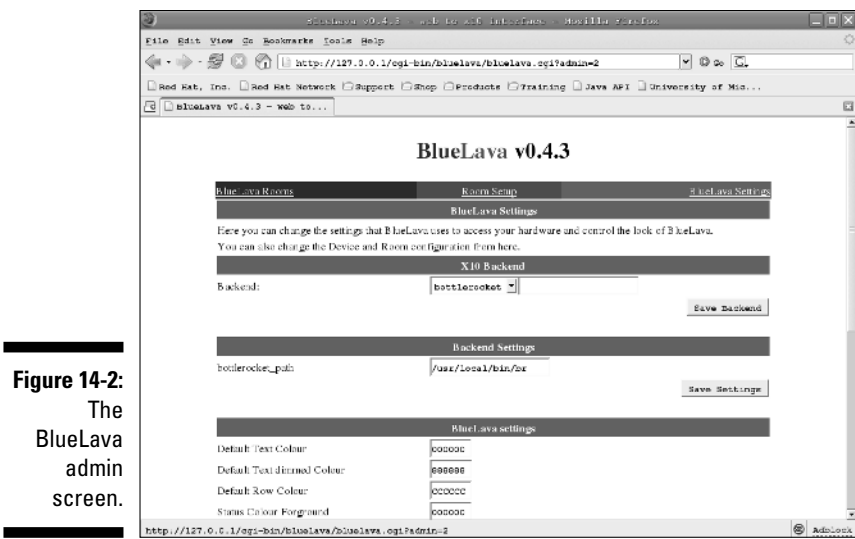 BlueLava v0.4.3 - web to x10 interface - Mozilla Firefox
File Edit View Go Bookmarks Tools Help
http://127.0.0.1/cgi-bin/bluelava/bluelava.cgi?admin=2
Go
Red Hat, Inc. Red Hat Network Support Shop Products Training Java API University of Mis...
BlueLava V0.4.3 - web to...
BlueLava v0.4.3
BlueLava Rooms Room Setup BlueLava Settings
BlueLava Settings
Here you can change the settings that BlueLava uses to access your hardware and control the look of BlueLava.
You can also change the Device and Room configuration from here.
X10 Backend
Backend: bottlerocket
Save Backend
Backend Settings
bottlerocket_path /usr/local/bin/br
Save Settings
BlueLava settings
Default Text Colour
Default Text dimmed Colour
Default Row Colour CCCCCC
Status Colour Forground
http://127.0.0.1/cgi-bin/bluelava/bluelava.cgi?admin=2 Adblock
Figure 14-2:
The
BlueLava
admin
screen.